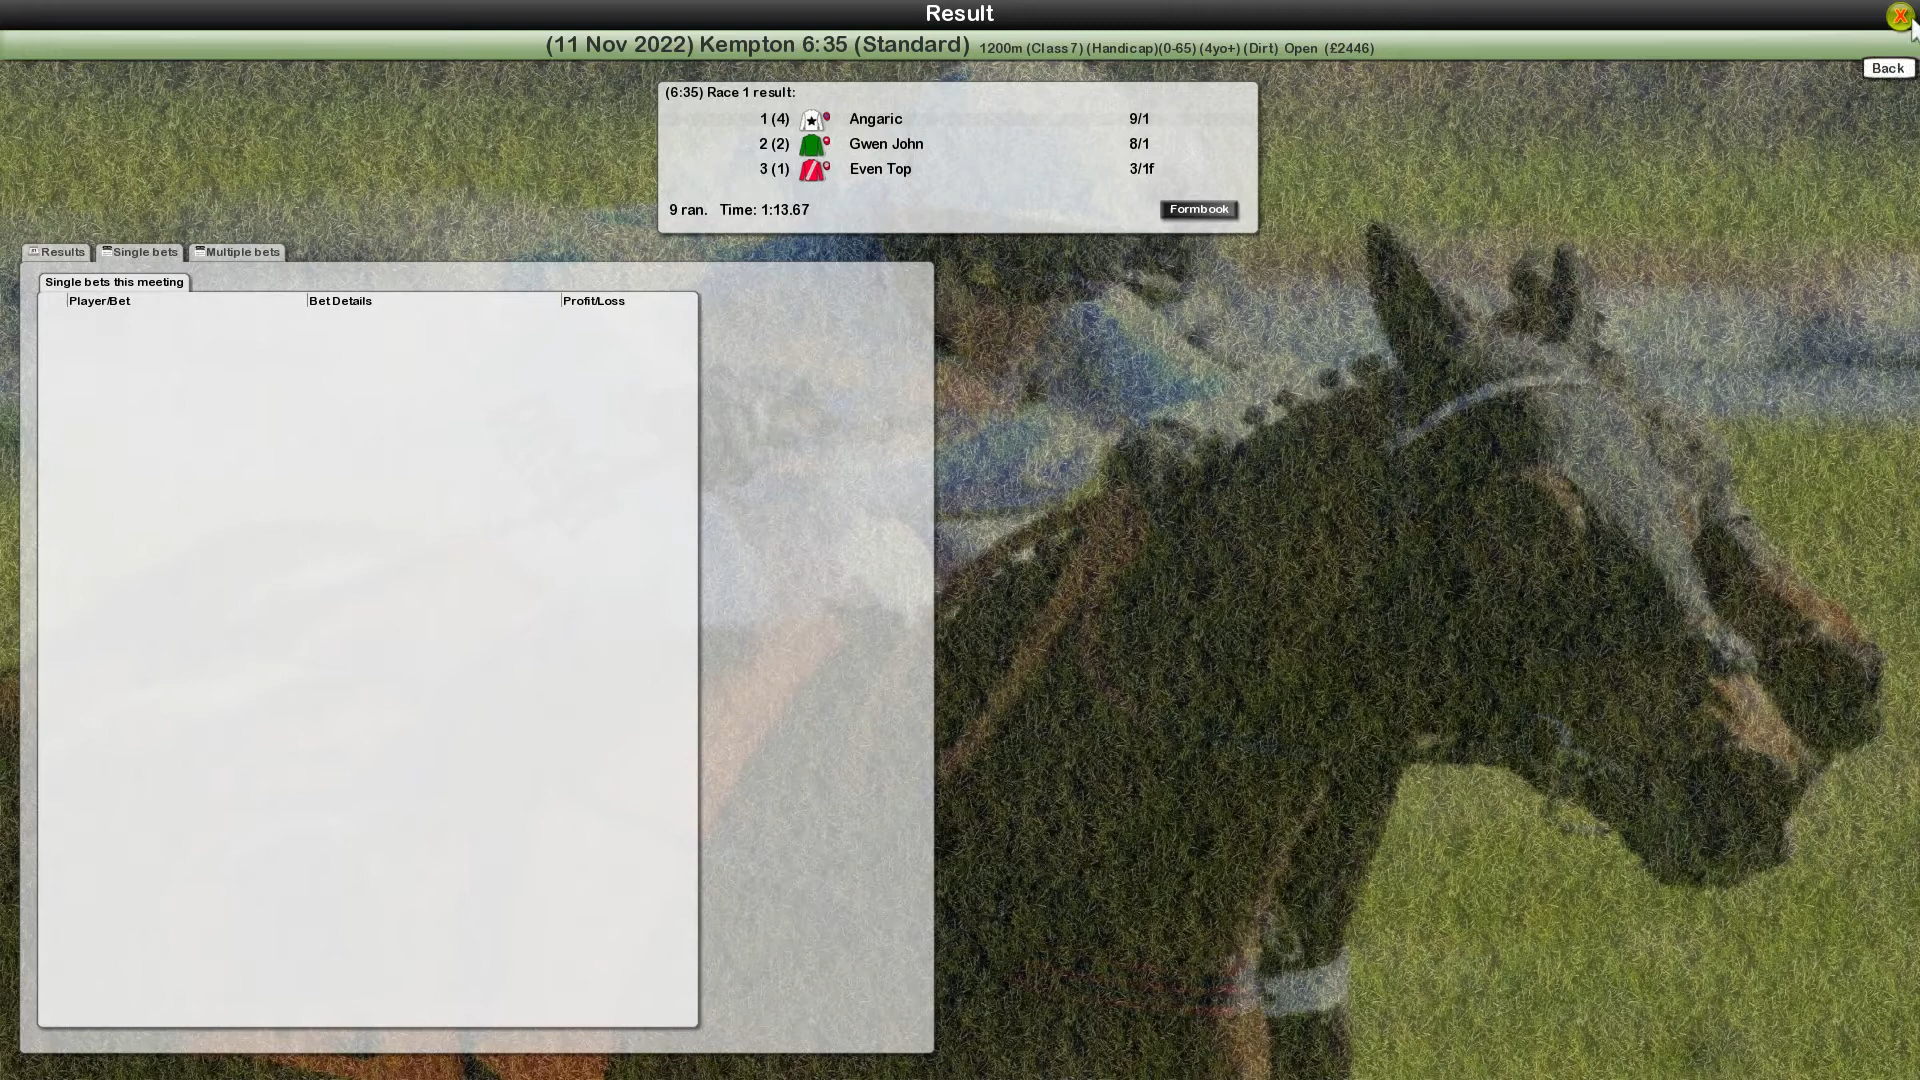 Result
X
(11 Nov 2022) Kempton 6:35 (Standard) 1200m (Class 7) (Handicap)(0-65) (4yo+) (Dirt) Open (£2446)
Back
(6:35) Race 1 result:
1 (4) Angaric 9/1
2 (2) Gwen John 8/1
3 (1) Even Top 3/1f
9 ran. Time: 1:13.67
Formbook
Results Single bets Multiple bets
Single bets this meeting
Player/Bet Bet Details Profit/Loss